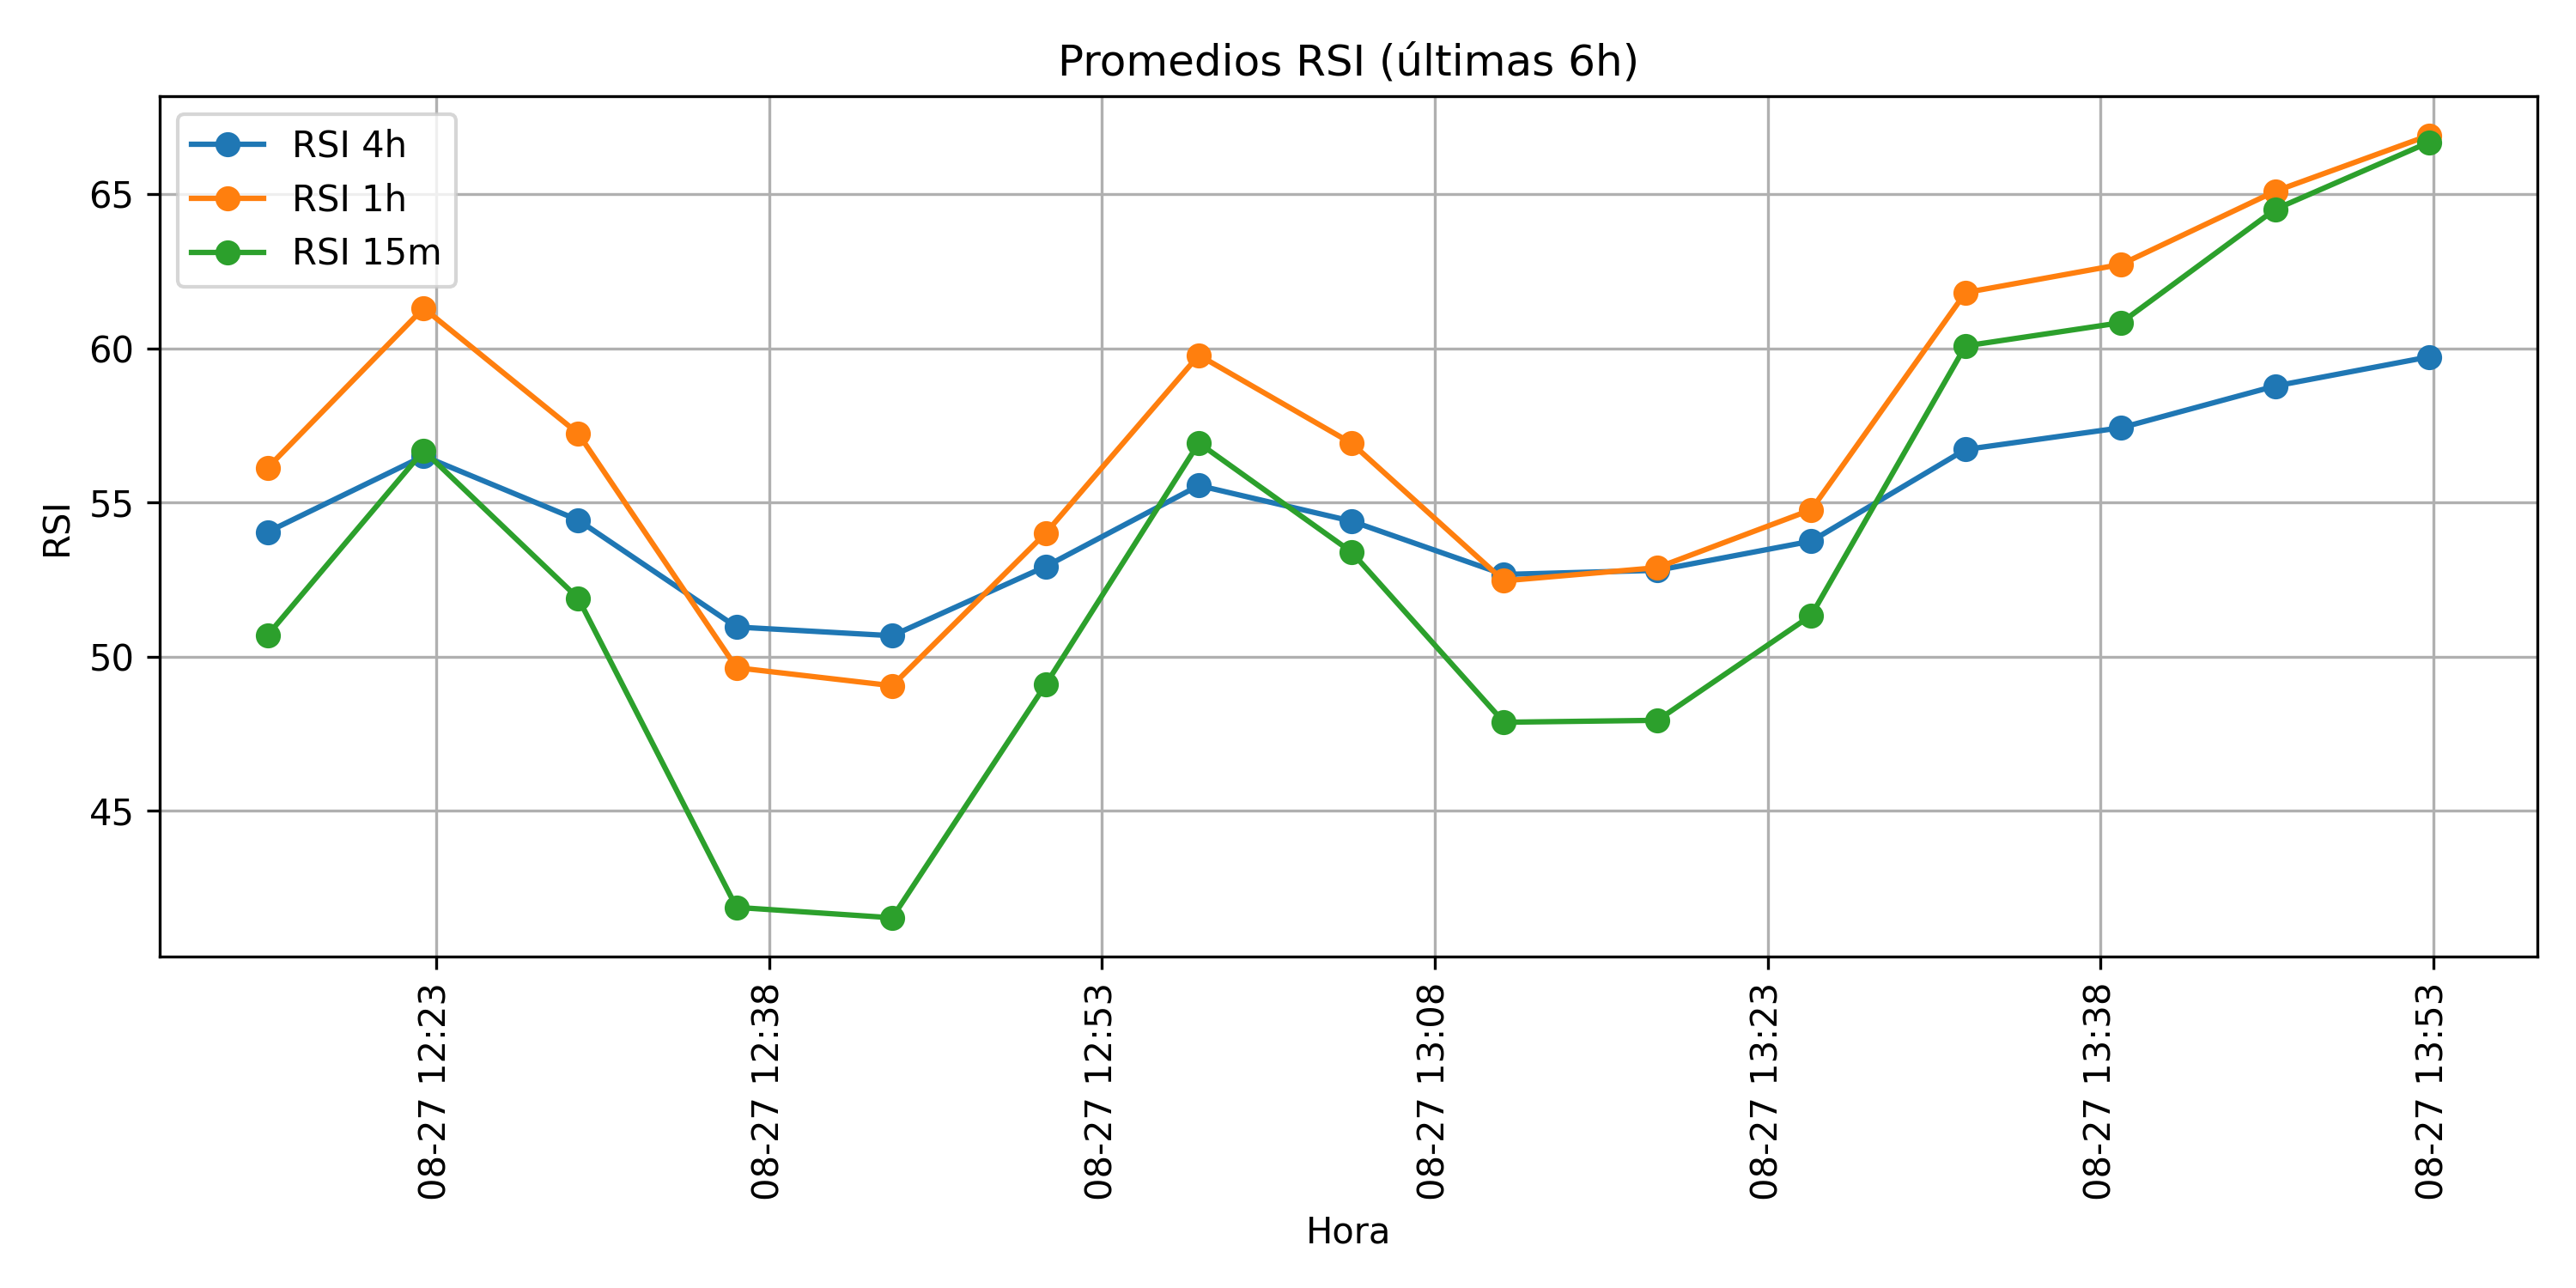 Promedios RSI (últimas 6h)
RSI 4h
RSI 1h
RSI 15m
RSI
65
60
55
50
45
08-27 12:23
08-27 12:38
08-27 12:53
08-27 13:08
08-27 13:23
08-27 13:38
08-27 13:53
Hora